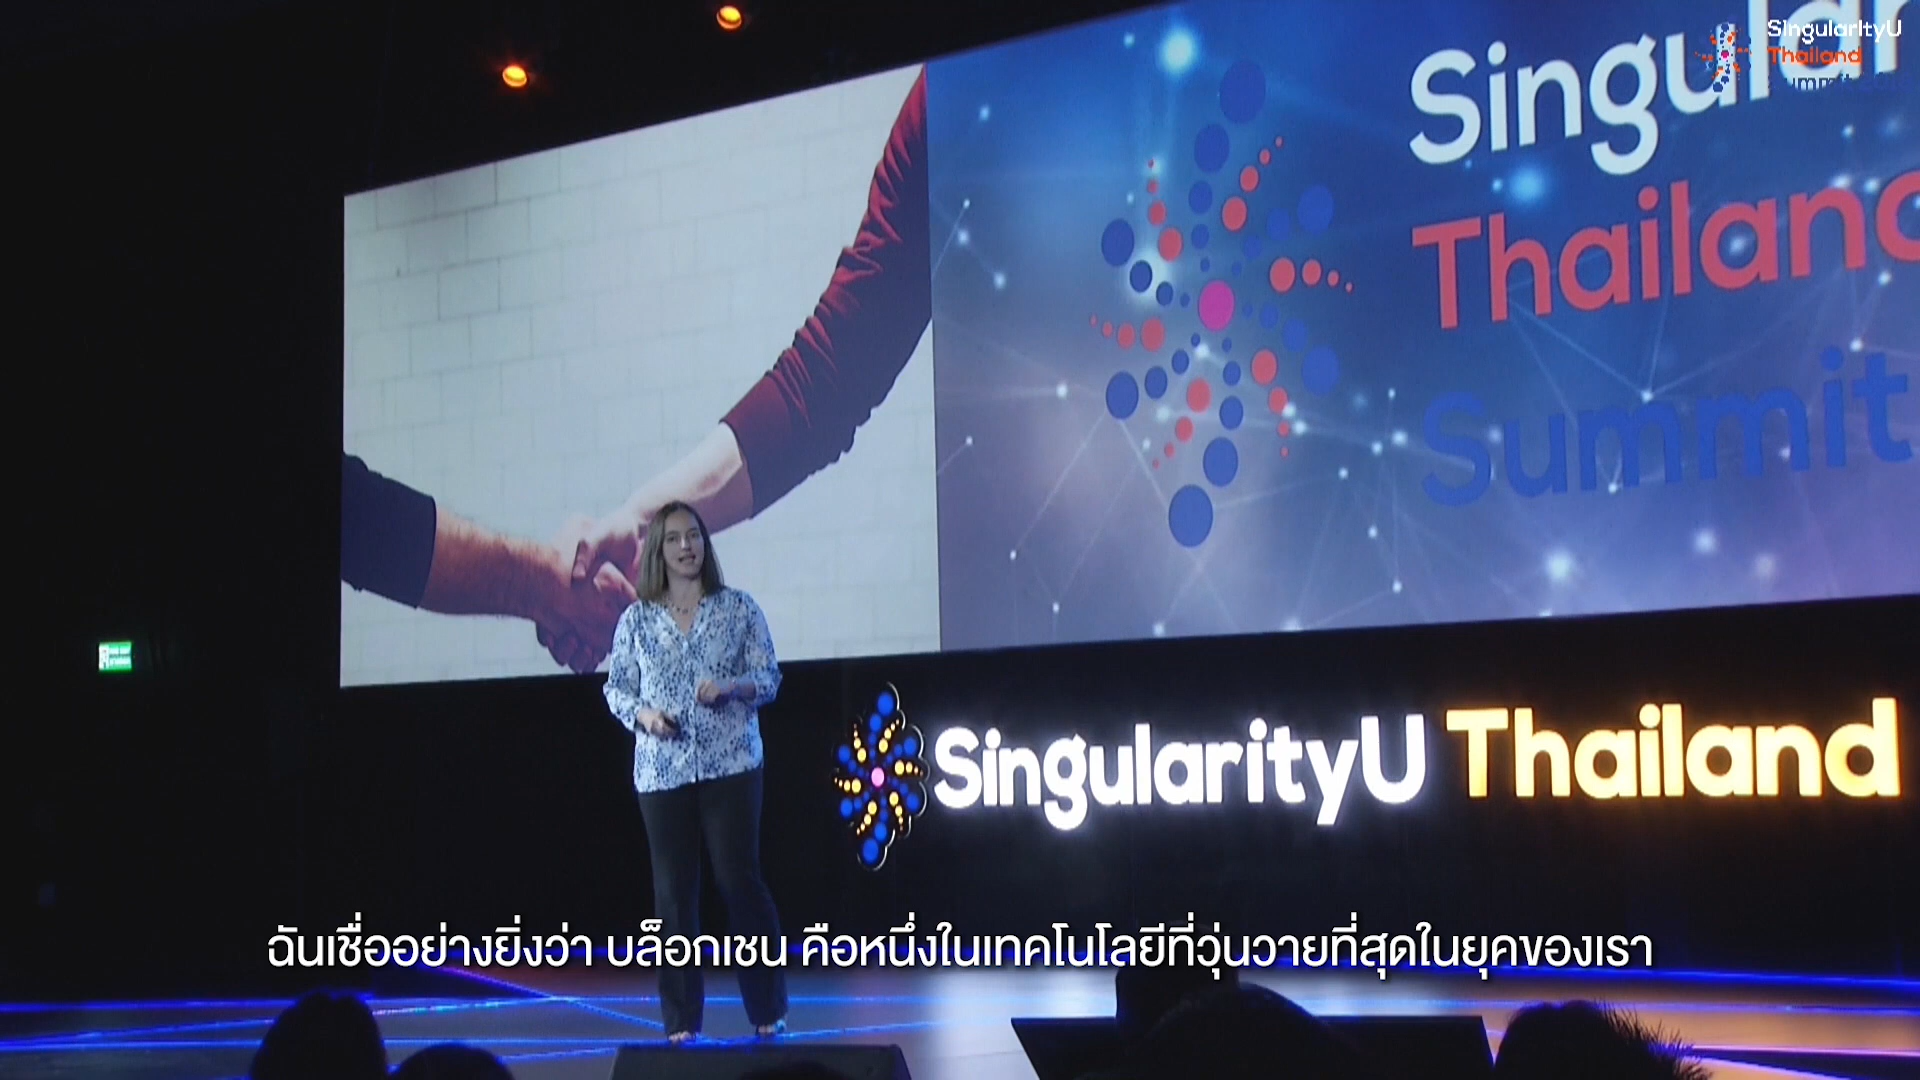 SingularityU
Thailand
Singular
Thailand
Summit
SingularityU Thailand
ฉันเชื่ออย่างยิ่งว่า บล็อกเชน คือหนึ่งในเทคโนโลยีที่วุ่นวายที่สุดในยุคของเรา